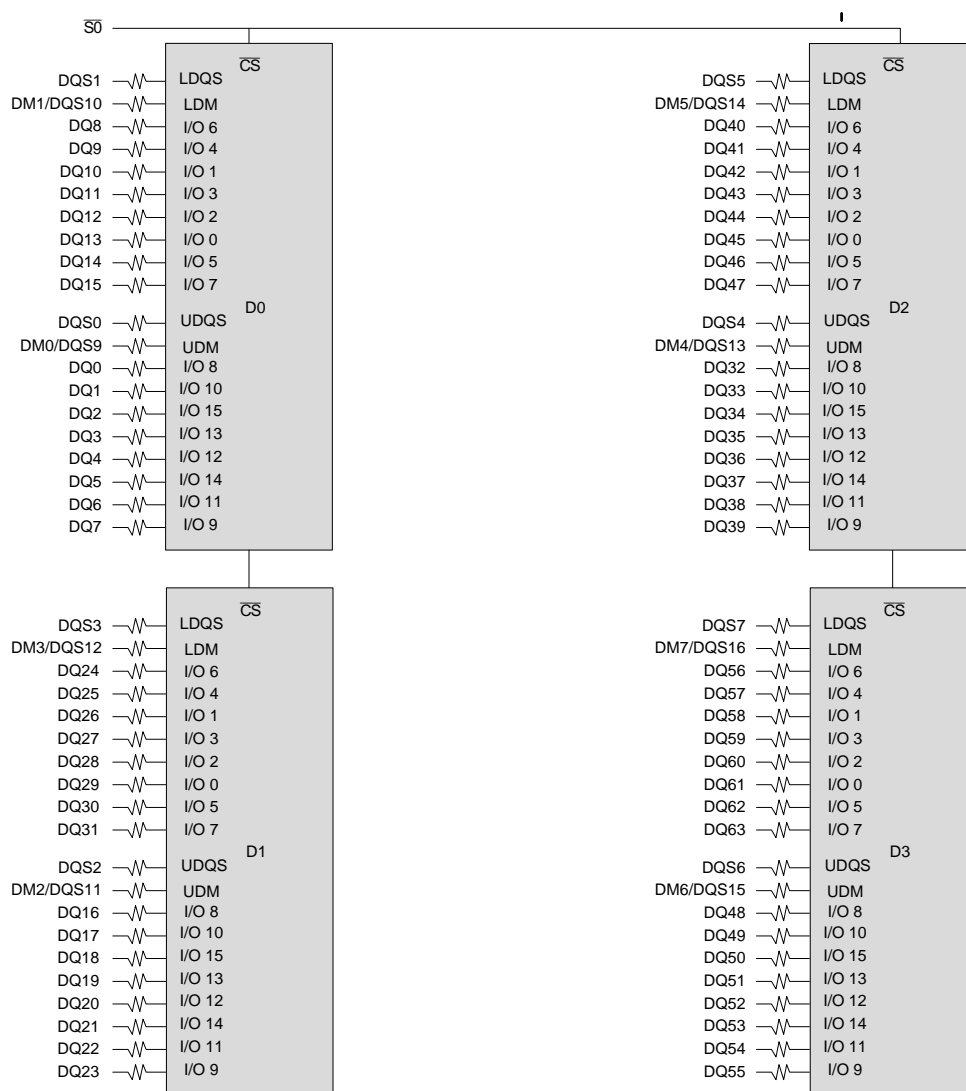 S̅0̅
C̅S̅
DQS1 LDQS
DM1/DQS10 LDM
DQ8 I/O 6
DQ9 I/O 4
DQ10 I/O 1
DQ11 I/O 3
DQ12 I/O 2
DQ13 I/O 0
DQ14 I/O 5
DQ15 I/O 7
D0
DQS0 UDQS
DM0/DQS9 UDM
DQ0 I/O 8
DQ1 I/O 10
DQ2 I/O 15
DQ3 I/O 13
DQ4 I/O 12
DQ5 I/O 14
DQ6 I/O 11
DQ7 I/O 9
C̅S̅
DQS3 LDQS
DM3/DQS12 LDM
DQ24 I/O 6
DQ25 I/O 4
DQ26 I/O 1
DQ27 I/O 3
DQ28 I/O 2
DQ29 I/O 0
DQ30 I/O 5
DQ31 I/O 7
D1
DQS2 UDQS
DM2/DQS11 UDM
DQ16 I/O 8
DQ17 I/O 10
DQ18 I/O 15
DQ19 I/O 13
DQ20 I/O 12
DQ21 I/O 14
DQ22 I/O 11
DQ23 I/O 9
C̅S̅
DQS5 LDQS
DM5/DQS14 LDM
DQ40 I/O 6
DQ41 I/O 4
DQ42 I/O 1
DQ43 I/O 3
DQ44 I/O 2
DQ45 I/O 0
DQ46 I/O 5
DQ47 I/O 7
D2
DQS4 UDQS
DM4/DQS13 UDM
DQ32 I/O 8
DQ33 I/O 10
DQ34 I/O 15
DQ35 I/O 13
DQ36 I/O 12
DQ37 I/O 14
DQ38 I/O 11
DQ39 I/O 9
C̅S̅
DQS7 LDQS
DM7/DQS16 LDM
DQ56 I/O 6
DQ57 I/O 4
DQ58 I/O 1
DQ59 I/O 3
DQ60 I/O 2
DQ61 I/O 0
DQ62 I/O 5
DQ63 I/O 7
D3
DQS6 UDQS
DM6/DQS15 UDM
DQ48 I/O 8
DQ49 I/O 10
DQ50 I/O 15
DQ51 I/O 13
DQ52 I/O 12
DQ53 I/O 14
DQ54 I/O 11
DQ55 I/O 9